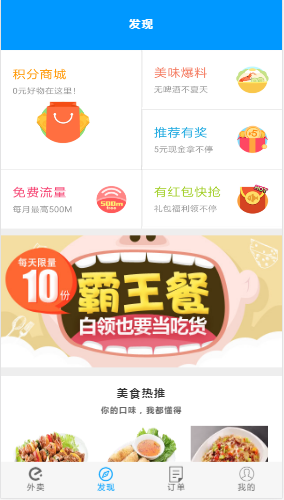 发现
积分商城
0元好物在这里!
美味爆料
无啤酒不夏天
推荐有奖
5元现金拿不停
5
免费流量
每月最高500M
500m
有红包快抢
礼包福利领不停
每天限量
10份
霸王餐
白领也要当吃货
美食热推
你的口味，我都懂得
外卖
发现
订单
我的